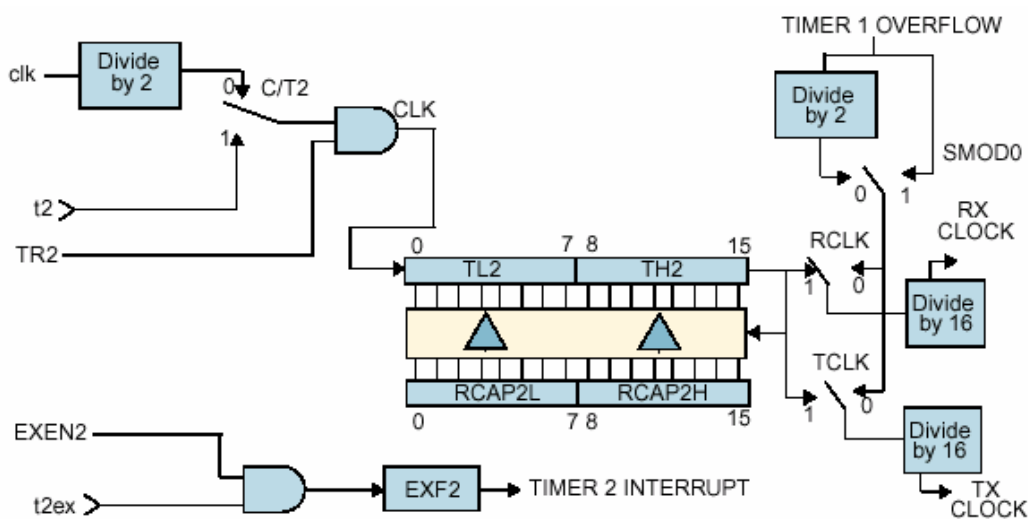 TIMER 1 OVERFLOW
clk
Divide
by 2
0
C/T2
1
CLK
t2
TR2
Divide
by 2
SMOD0
0
1
RX
CLOCK
0
7
8
15
TL2
TH2
RCLK
1
0
Divide
by 16
RCAP2L
RCAP2H
0
7
8
15
TCLK
1
0
Divide
by 16
TX
CLOCK
EXEN2
t2ex
EXF2
TIMER 2 INTERRUPT